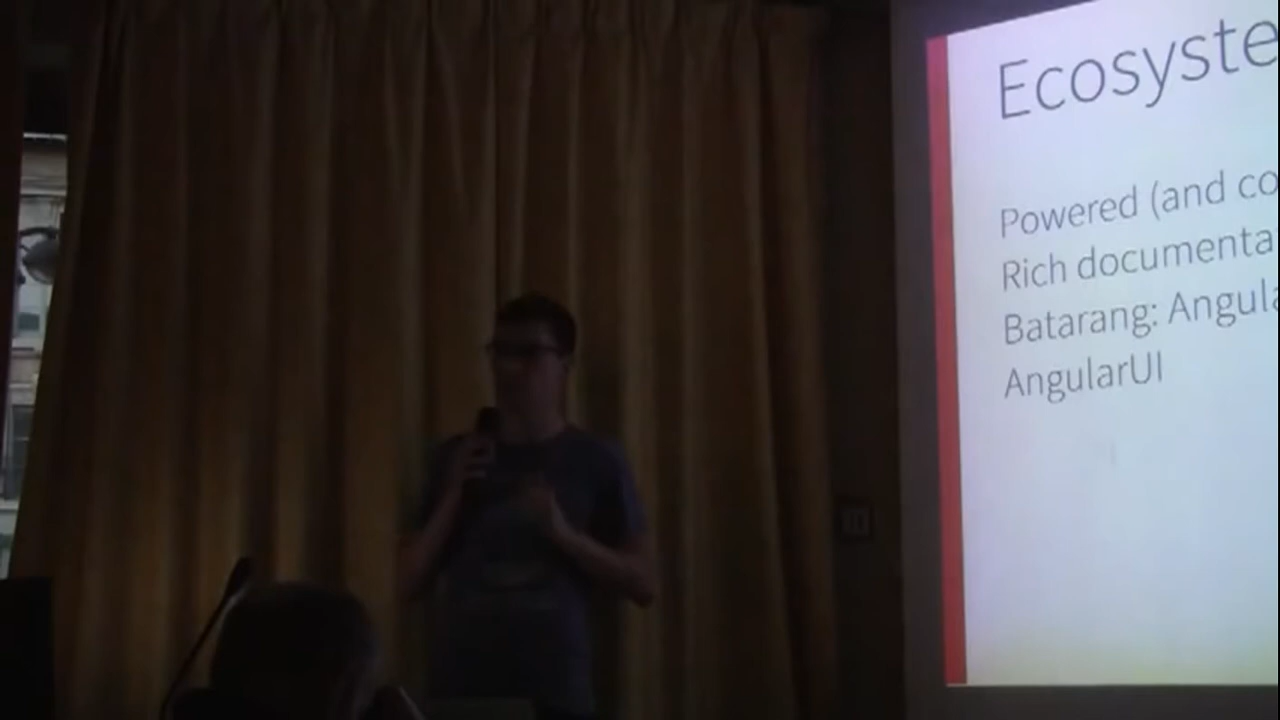 Ecosyste
Powered (and co
Rich documenta
Batarang: Angula
AngularUI